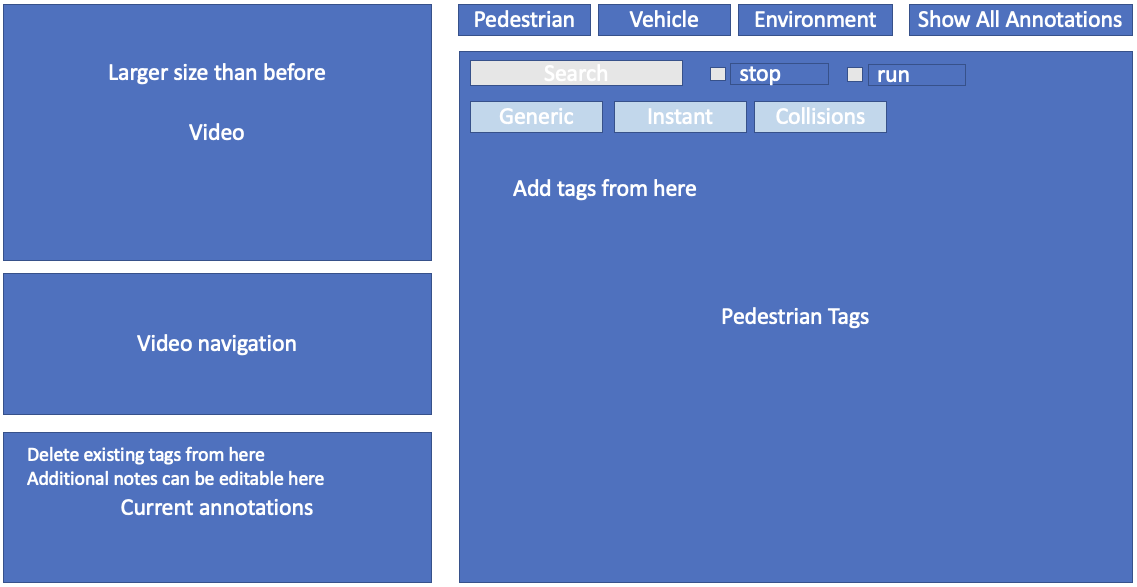 Larger size than before
Video
Video navigation
Delete existing tags from here
Additional notes can be editable here
Current annotations
Pedestrian
Vehicle
Environment
Show All Annotations
Search
stop
run
Generic
Instant
Collisions
Add tags from here
Pedestrian Tags